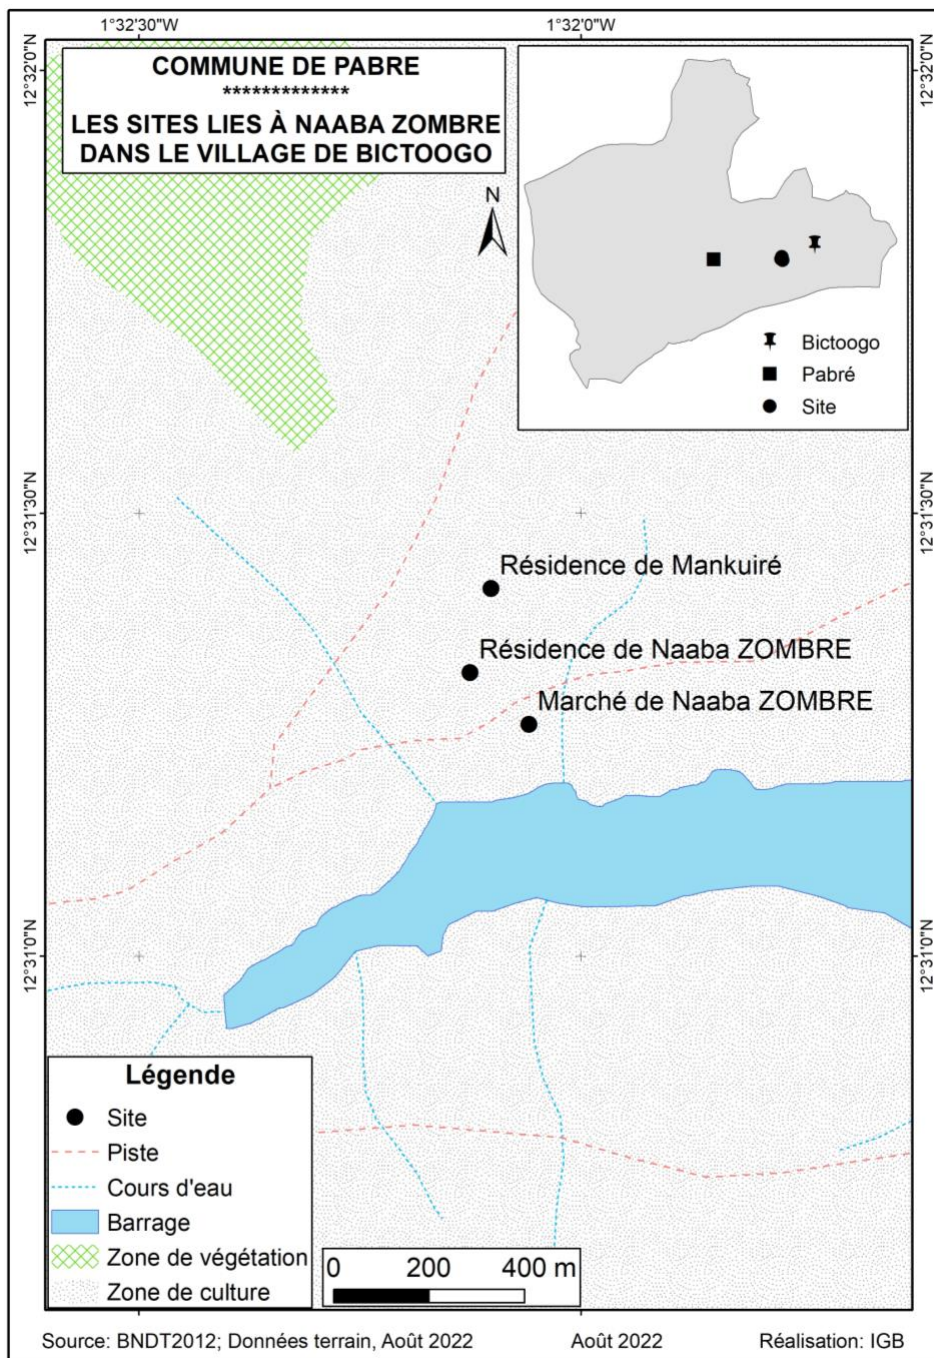 1°32'30"W
1°32'0"W
12°32'0"N
12°32'0"N
COMMUNE DE PABRE
*************
LES SITES LIES À NAABA ZOMBRE
DANS LE VILLAGE DE BICTOOGO
N
Bictoogo
Pabré
Site
12°31'30"N
12°31'30"N
Résidence de Mankuiré
Résidence de Naaba ZOMBRE
Marché de Naaba ZOMBRE
12°31'0"N
12°31'0"N
Légende
Site
Piste
Cours d'eau
Barrage
Zone de végétation
Zone de culture
0 200 400 m
Source: BNDT2012; Données terrain, Août 2022 Août 2022 Réalisation: IGB